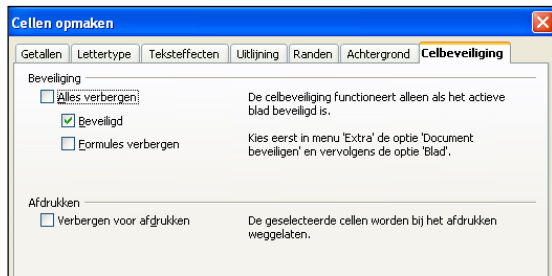 Cellen opmaken
Getallen Lettertype Teksteffecten Uitlijning Randen Achtergrond Celbeveiliging
Beveiliging
Alles verbergen
De celbeveiliging functioneert alleen als het actieve
blad beveiligd is.
Beveiligd
Formules verbergen
Kies eerst in menu 'Extra' de optie 'Document
beveiligen' en vervolgens de optie 'Blad'.
Afdrukken
Verbergen voor afdrukken
De geselecteerde cellen worden bij het afdrukken
weggelaten.